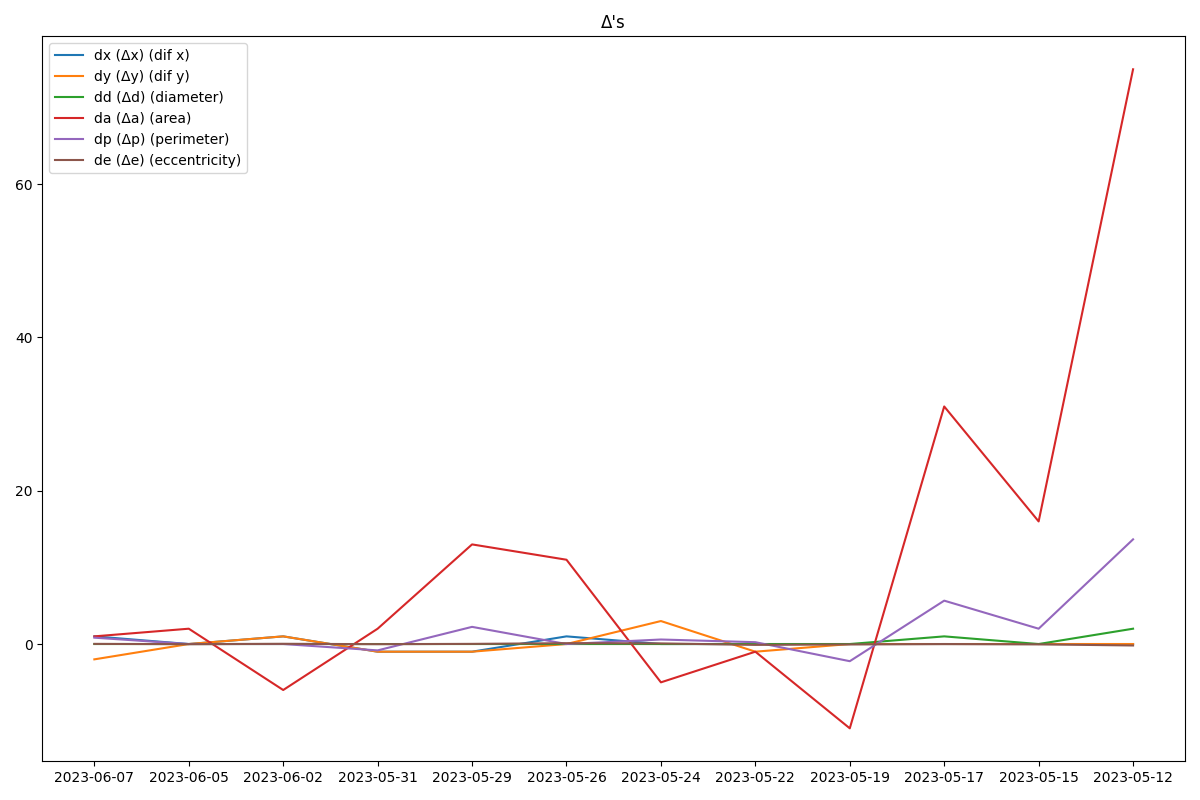 Δ's
dx (Δx) (dif x)
dy (Δy) (dif y)
dd (Δd) (diameter)
da (Δa) (area)
dp (Δp) (perimeter)
de (Δe) (eccentricity)
60
40
20
0
2023-06-07 2023-06-05 2023-06-02 2023-05-31 2023-05-29 2023-05-26 2023-05-24 2023-05-22 2023-05-19 2023-05-17 2023-05-15 2023-05-12